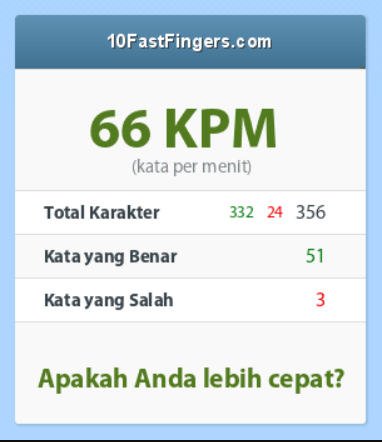 10FastFingers.com
66 KPM
(kata per menit)
Total Karakter 332 24 356
Kata yang Benar 51
Kata yang Salah 3
Apakah Anda lebih cepat?